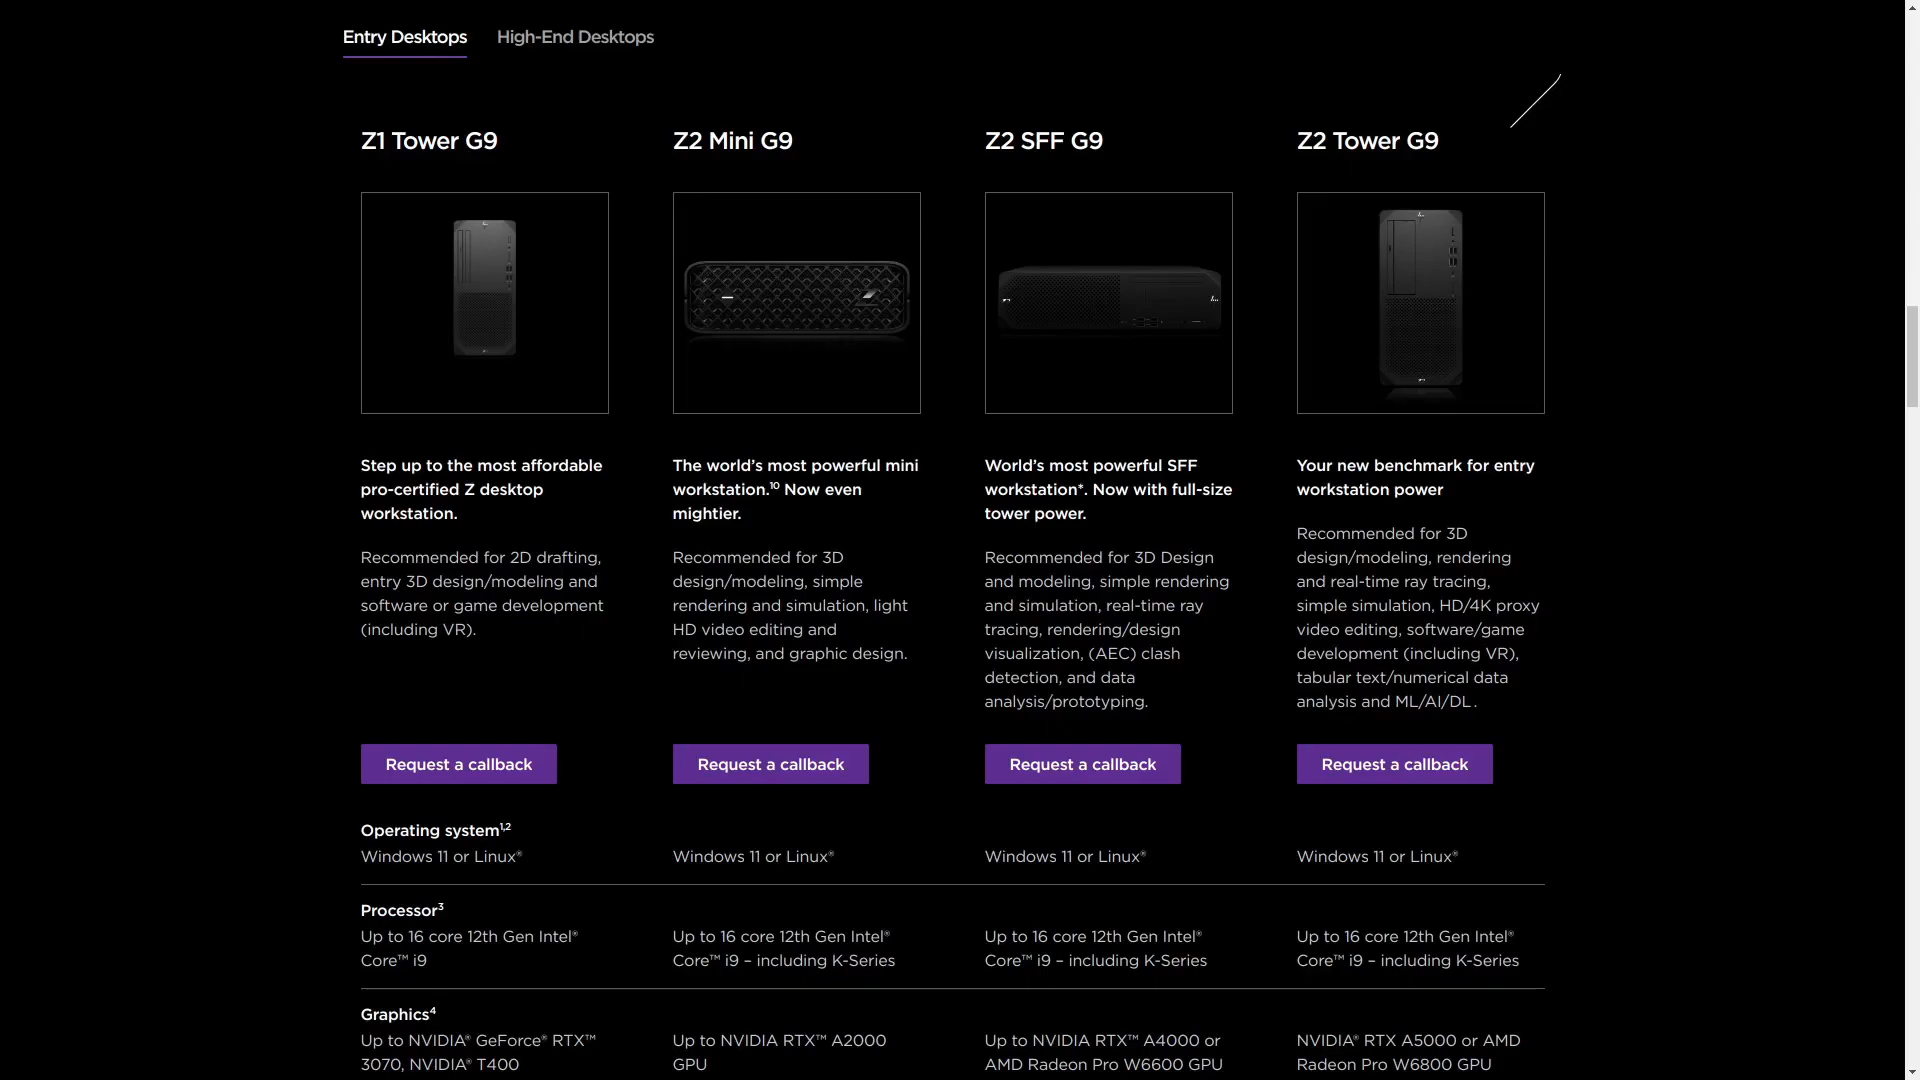 Entry Desktops High-End Desktops
Z1 Tower G9 Z2 Mini G9 Z2 SFF G9 Z2 Tower G9
Step up to the most affordable
pro-certified Z desktop
workstation.
Recommended for 2D drafting,
entry 3D design/modeling and
software or game development
(including VR).
Request a callback
The world’s most powerful mini
workstation.¹⁰ Now even
mightier.
Recommended for 3D
design/modeling, simple
rendering and simulation, light
HD video editing and
reviewing, and graphic design.
Request a callback
World’s most powerful SFF
workstation*. Now with full-size
tower power.
Recommended for 3D Design
and modeling, simple rendering
and simulation, real-time ray
tracing, rendering/design
visualization, (AEC) clash
detection, and data
analysis/prototyping.
Request a callback
Your new benchmark for entry
workstation power
Recommended for 3D
design/modeling, rendering
and real-time ray tracing,
simple simulation, HD/4K proxy
video editing, software/game
development (including VR),
tabular text/numerical data
analysis and ML/AI/DL.
Request a callback
Operating system¹,²
Windows 11 or Linux® Windows 11 or Linux® Windows 11 or Linux® Windows 11 or Linux®
Processor³
Up to 16 core 12th Gen Intel®
Core™ i9
Up to 16 core 12th Gen Intel®
Core™ i9 – including K-Series
Up to 16 core 12th Gen Intel®
Core™ i9 – including K-Series
Up to 16 core 12th Gen Intel®
Core™ i9 – including K-Series
Graphics⁴
Up to NVIDIA® GeForce® RTX™
3070, NVIDIA® T400
Up to NVIDIA RTX™ A2000
GPU
Up to NVIDIA RTX™ A4000 or
AMD Radeon Pro W6600 GPU
NVIDIA® RTX A5000 or AMD
Radeon Pro W6800 GPU